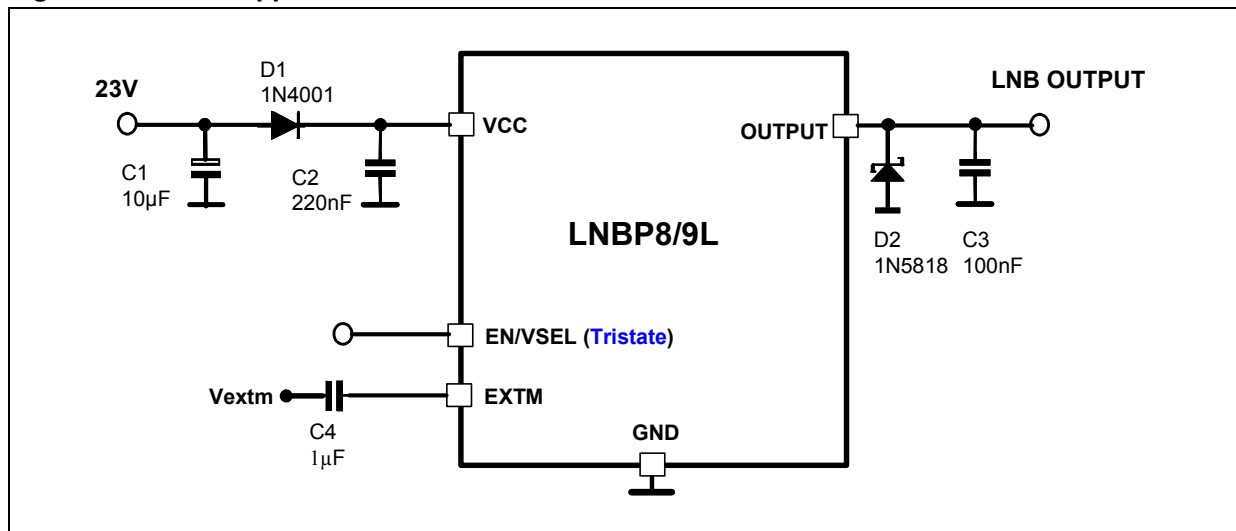 23V
D1
1N4001
LNB OUTPUT
VCC
OUTPUT
C1
10µF
C2
220nF
LNBP8/9L
D2
1N5818
C3
100nF
EN/VSEL (Tristate)
Vextm
EXTM
C4
1µF
GND